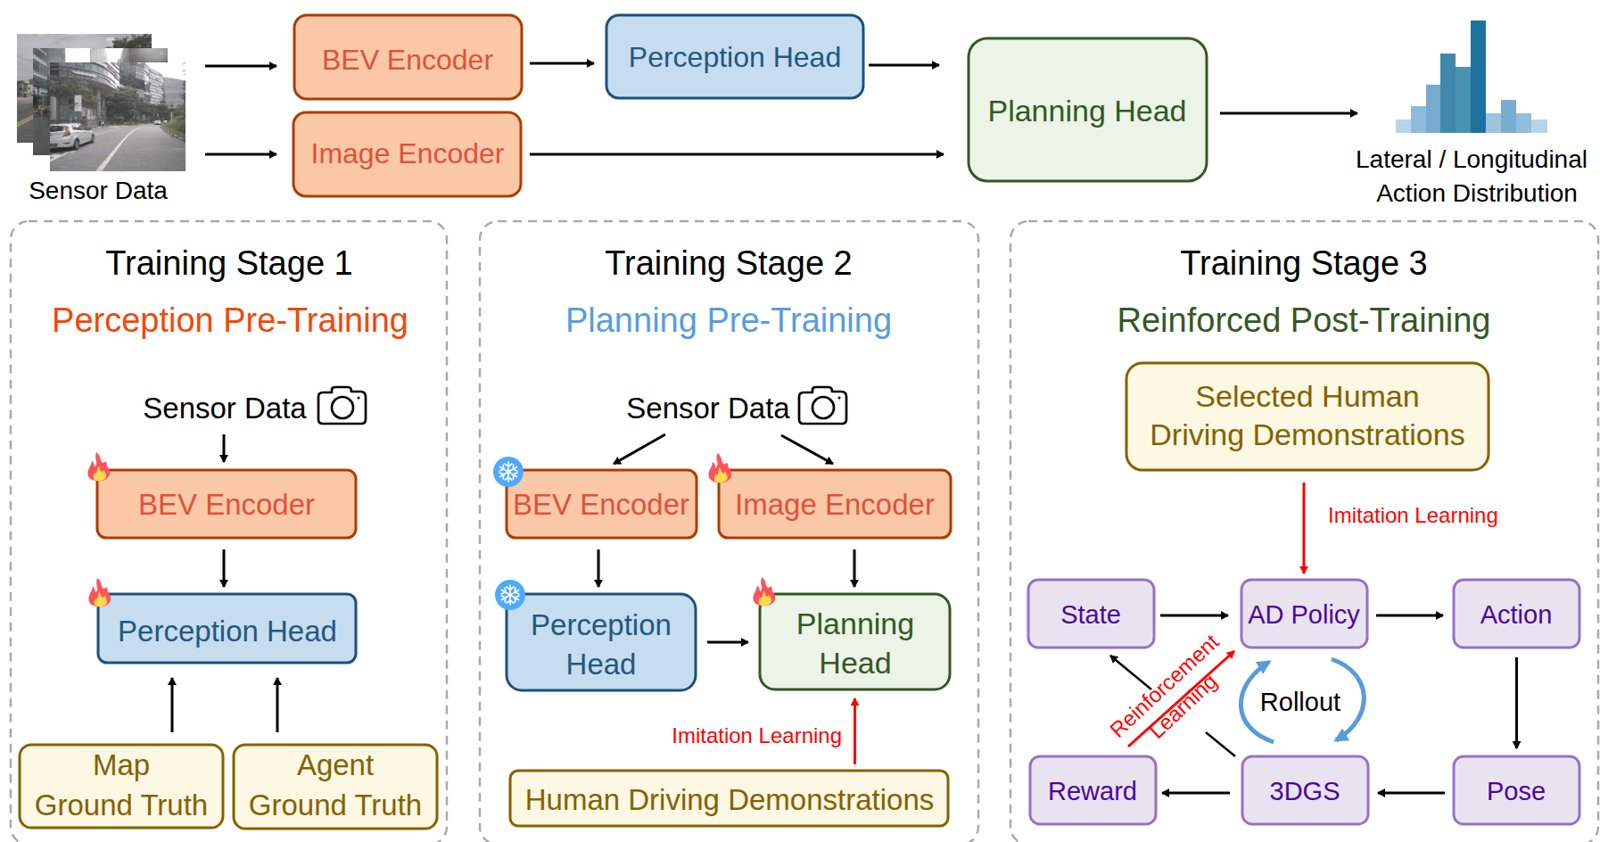 BEV Encoder
Perception Head
Planning Head
Image Encoder
Sensor Data
Lateral / Longitudinal
Action Distribution
Training Stage 1
Perception Pre-Training
Sensor Data
BEV Encoder
Perception Head
Map
Ground Truth
Agent
Ground Truth
Training Stage 2
Planning Pre-Training
Sensor Data
BEV Encoder
Image Encoder
Perception
Head
Planning
Head
Imitation Learning
Human Driving Demonstrations
Training Stage 3
Reinforced Post-Training
Selected Human
Driving Demonstrations
Imitation Learning
State
AD Policy
Action
Reinforcement
Learning
Rollout
Reward
3DGS
Pose